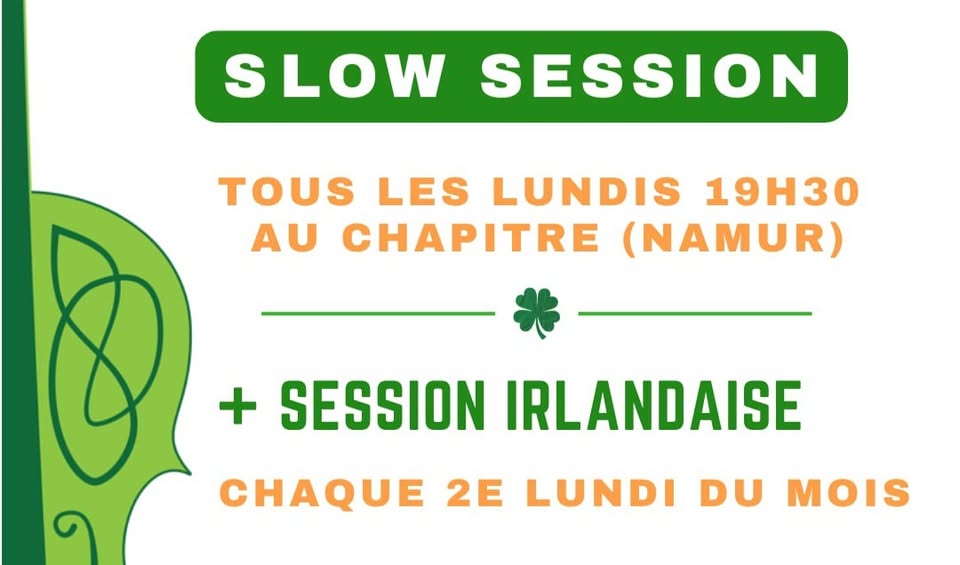 SLOW SESSION
TOUS LES LUNDIS 19H30
AU CHAPITRE (NAMUR)
+ SESSION IRLANDAISE
CHAQUE 2E LUNDI DU MOIS